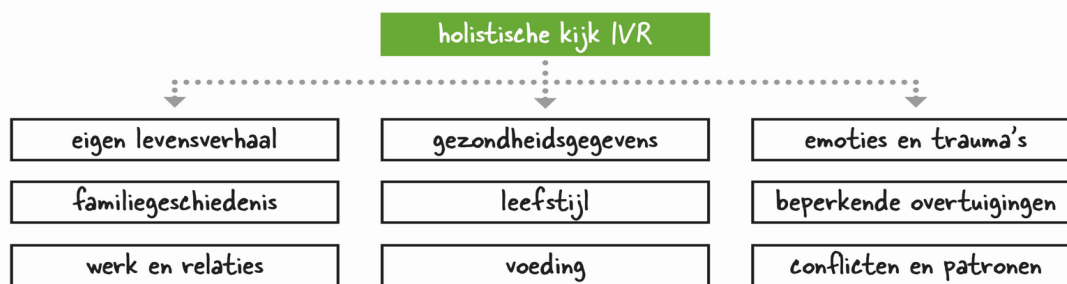 holistische kijk IVR
eigen levensverhaal
gezondheidsgegevens
emoties en trauma's
familiegeschiedenis
leefstijl
beperkende overtuigingen
werk en relaties
voeding
conflicten en patronen